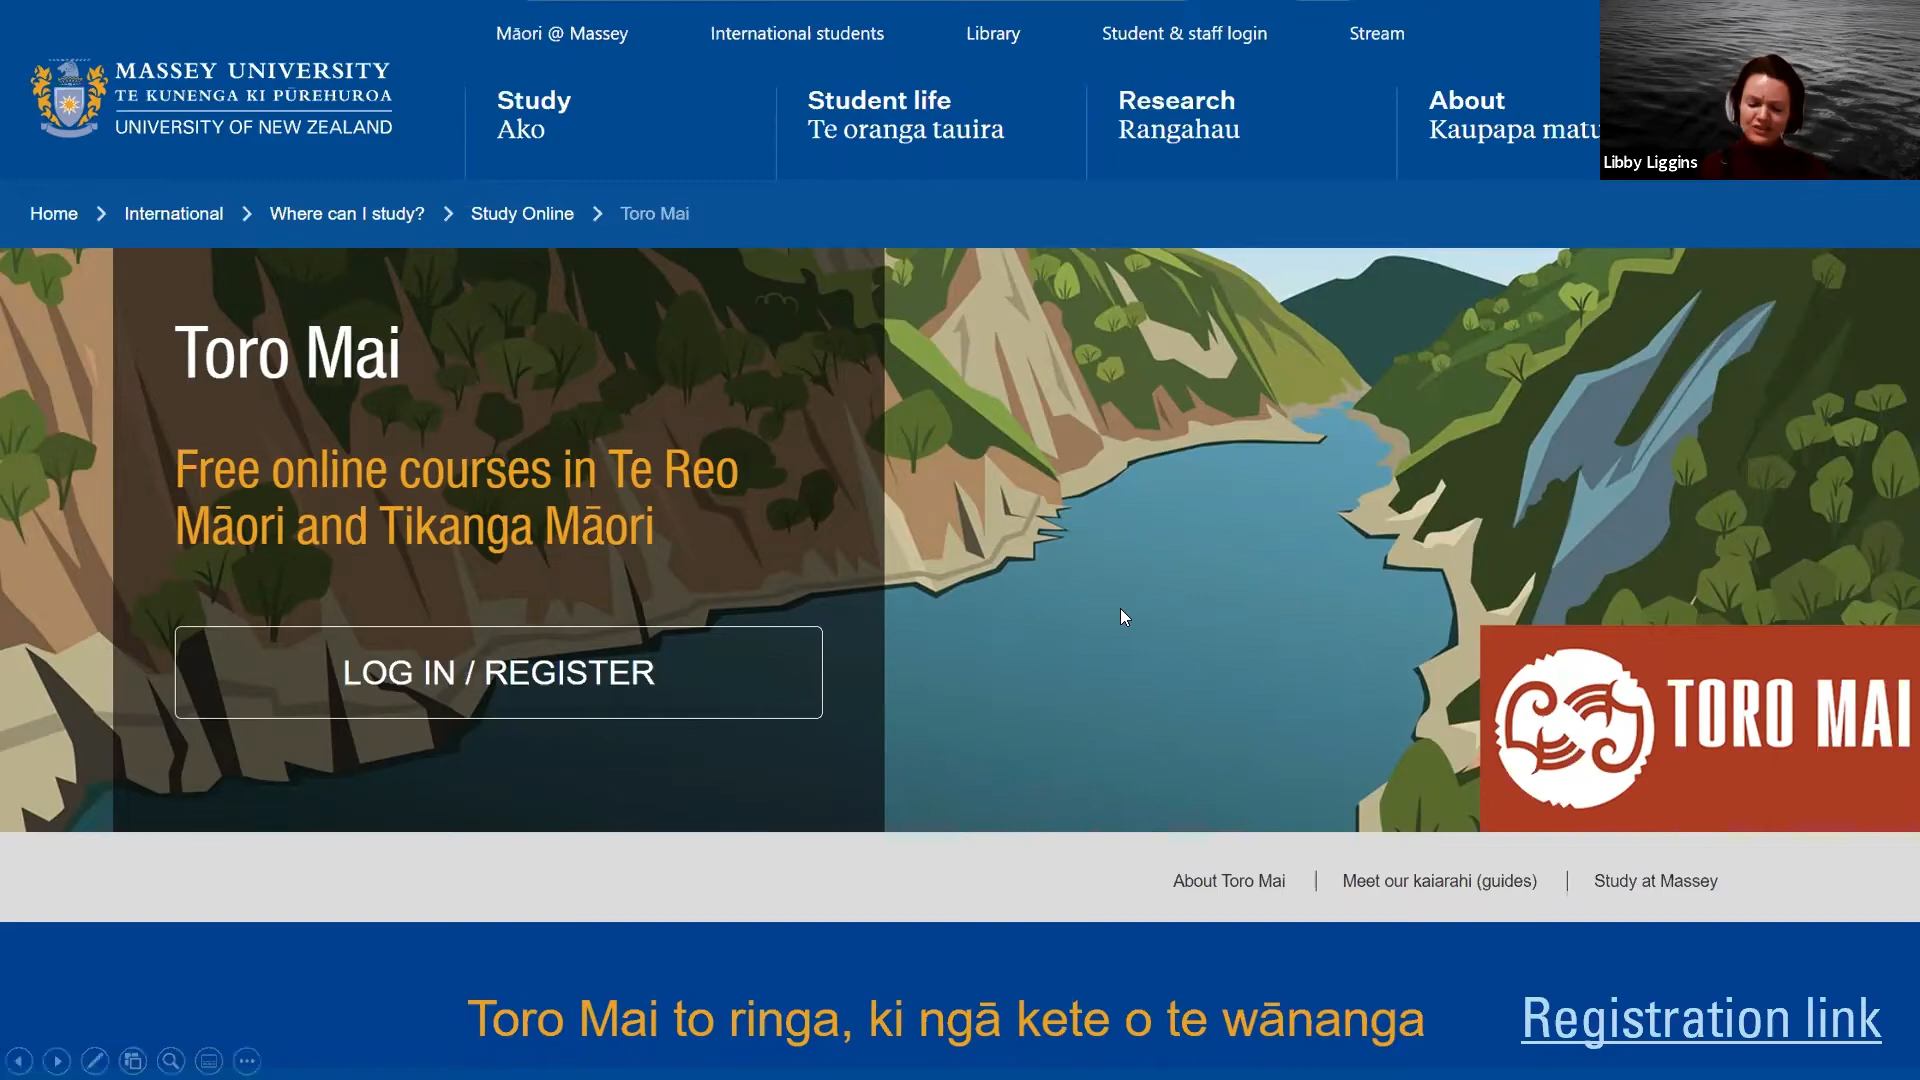 Māori @ Massey
International students
Library
Student & staff login
Stream
MASSEY UNIVERSITY
TE KUNENGA KI PŪREHUROA
UNIVERSITY OF NEW ZEALAND
Study
Ako
Student life
Te oranga tauira
Research
Rangahau
About
Kaupapa matu
Libby Liggins
Home
International
Where can I study?
Study Online
Toro Mai
Toro Mai
Free online courses in Te Reo
Māori and Tikanga Māori
LOG IN / REGISTER
TORO MAI
About Toro Mai
Meet our kaiarahi (guides)
Study at Massey
Toro Mai to ringa, ki ngā kete o te wānanga
Registration link